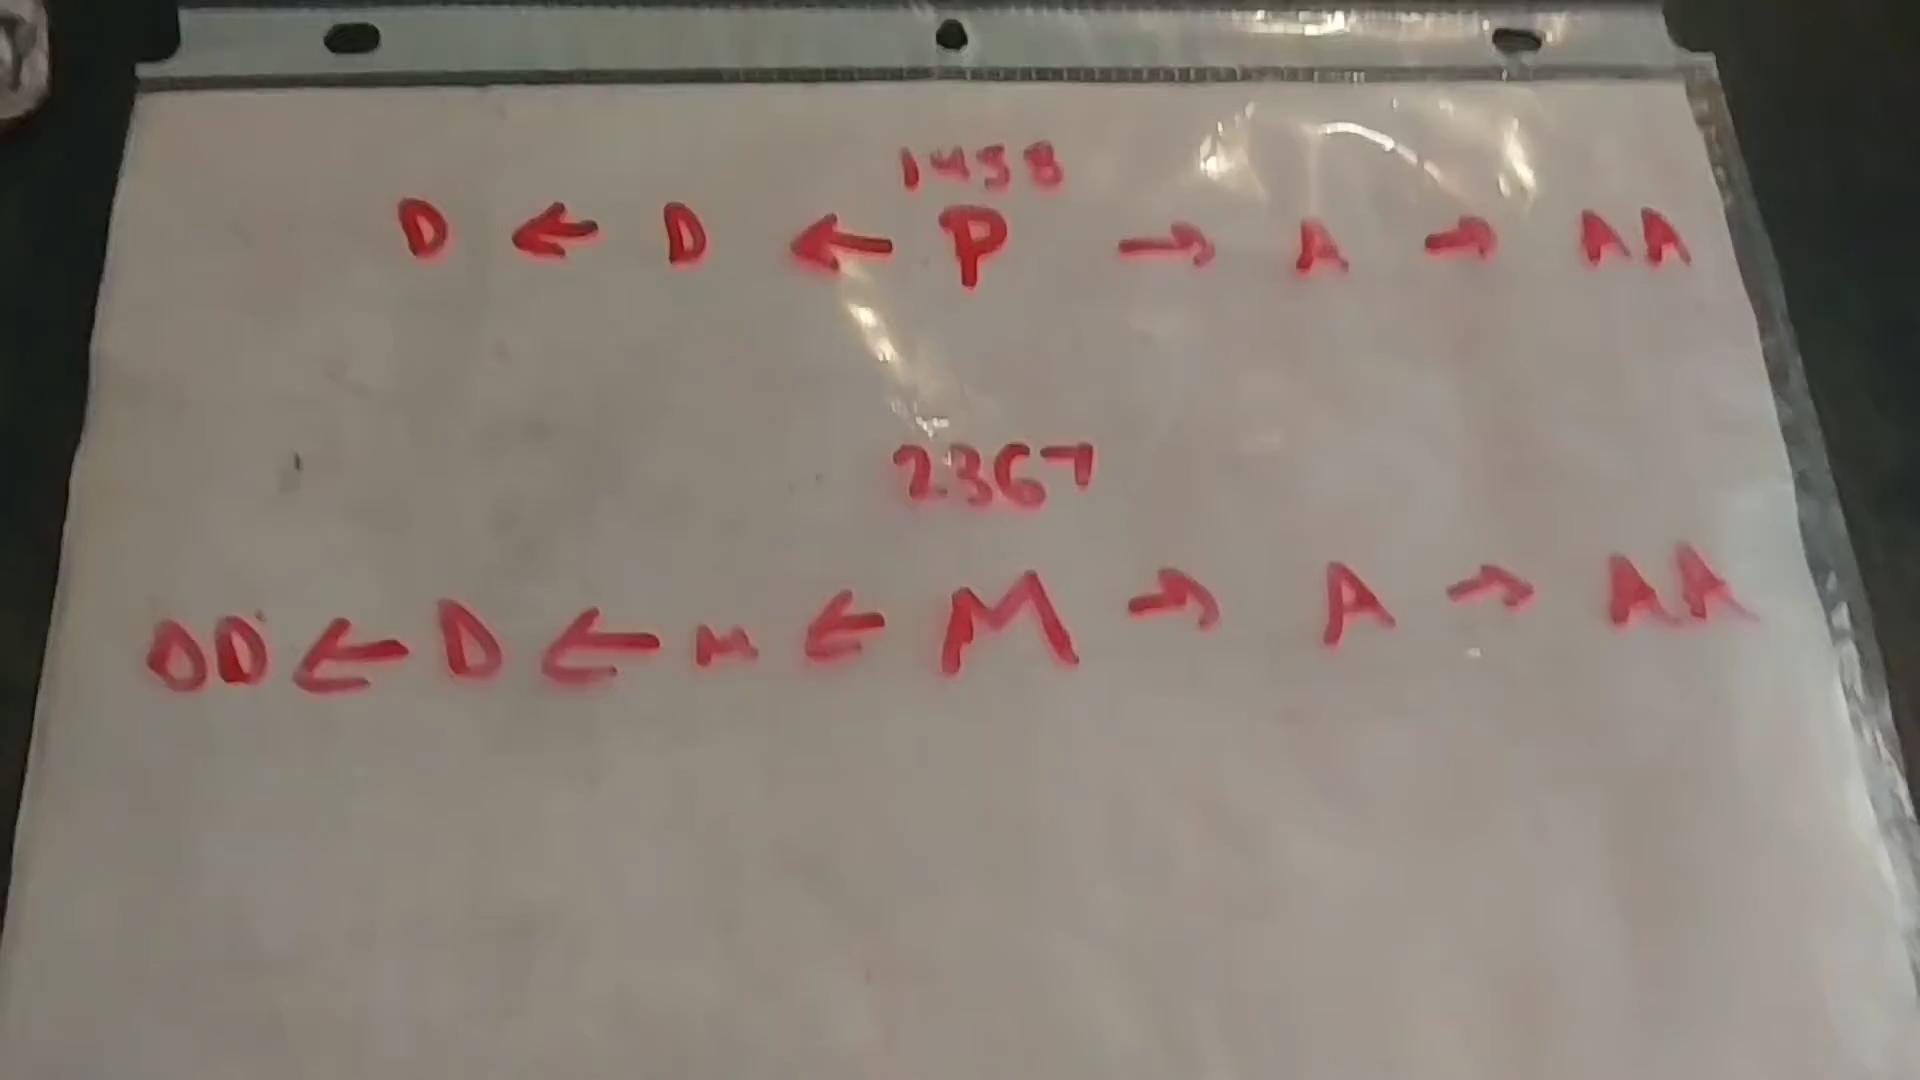 1458
D ← D ← P → A → AA
2367
DD ← D ← m ← M → A → AA